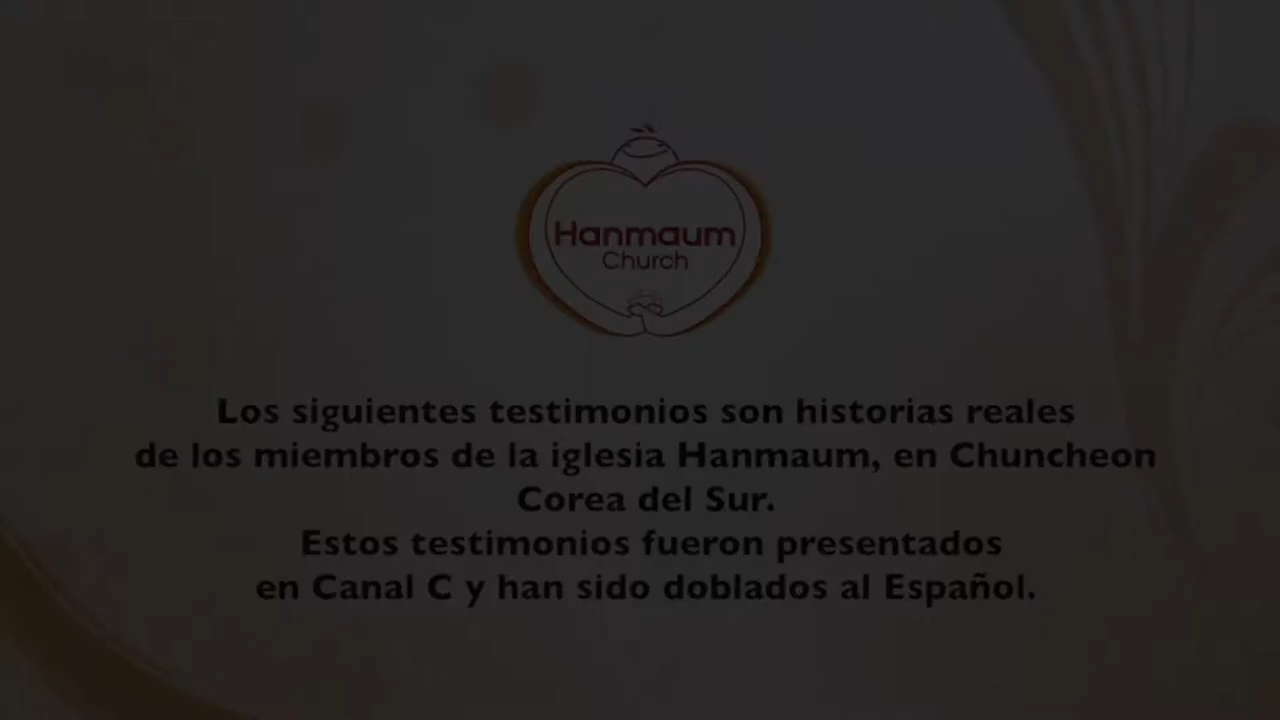 Hanmaum
Church
Los siguientes testimonios son historias reales
de los miembros de la iglesia Hanmaum, en Chuncheon
Corea del Sur.
Estos testimonios fueron presentados
en Canal C y han sido doblados al Español.